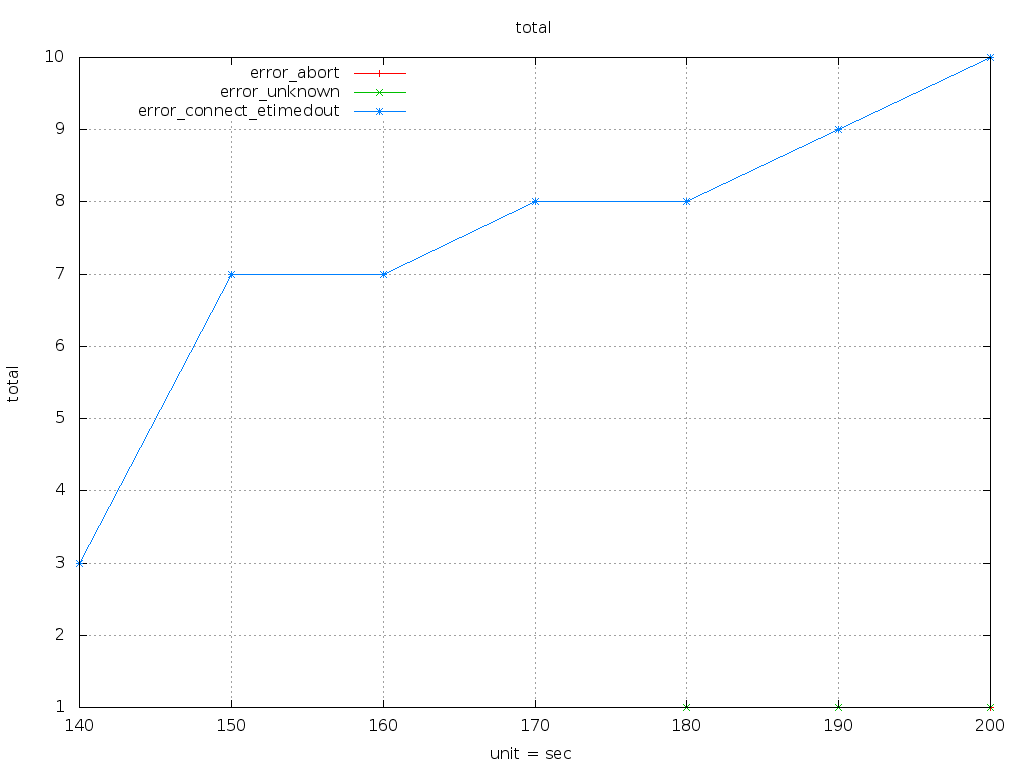 total
10
error_abort
error_unknown
error_connect_etimedout
9
8
7
6
5
4
3
2
1
total
140 150 160 170 180 190 200
unit = sec